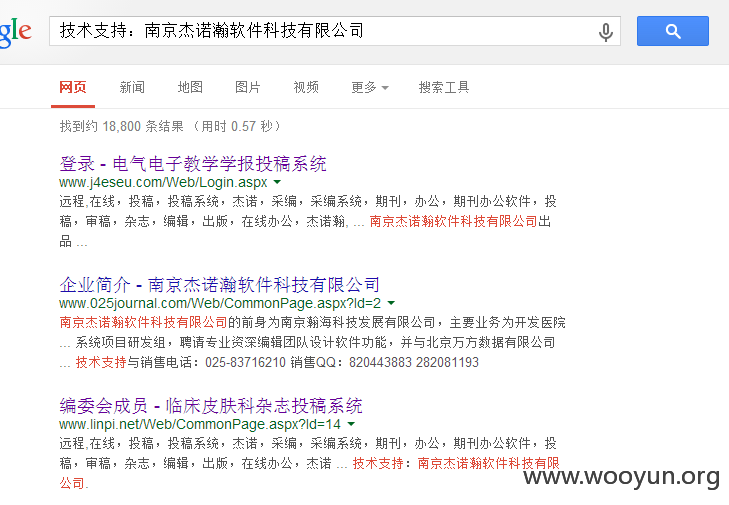 gle 技术支持：南京杰诺瀚软件科技有限公司
网页 新闻 地图 图片 视频 更多 搜索工具
找到约 18,800 条结果 （用时 0.57 秒）
登录 - 电气电子教学学报投稿系统
www.j4eseu.com/Web/Login.aspx
远程,在线，投稿，投稿系统，杰诺，采编，采编系统，期刊，办公，期刊办公软件，投
稿，审稿，杂志，编辑，出版，在线办公，杰诺瀚, ... 南京杰诺瀚软件科技有限公司出
品 ...
企业简介 - 南京杰诺瀚软件科技有限公司
www.025journal.com/Web/CommonPage.aspx?Id=2
南京杰诺瀚软件科技有限公司的前身为南京瀚海科技发展有限公司，主要业务为开发医院
... 系统项目研发组，聘请专业资深编辑团队设计软件功能，并与北京万方数据有限公司
... 技术支持与销售电话：025-83716210 销售QQ：820443883 282081193
编委会成员 - 临床皮肤科杂志投稿系统
www.linpi.net/Web/CommonPage.aspx?Id=14
远程,在线，投稿，投稿系统，杰诺，采编，采编系统，期刊，办公，期刊办公软件，投
稿，审稿，杂志，编辑，出版，在线办公，杰诺 ... 技术支持：南京杰诺瀚软件科技有限
公司.
www.wooyun.org